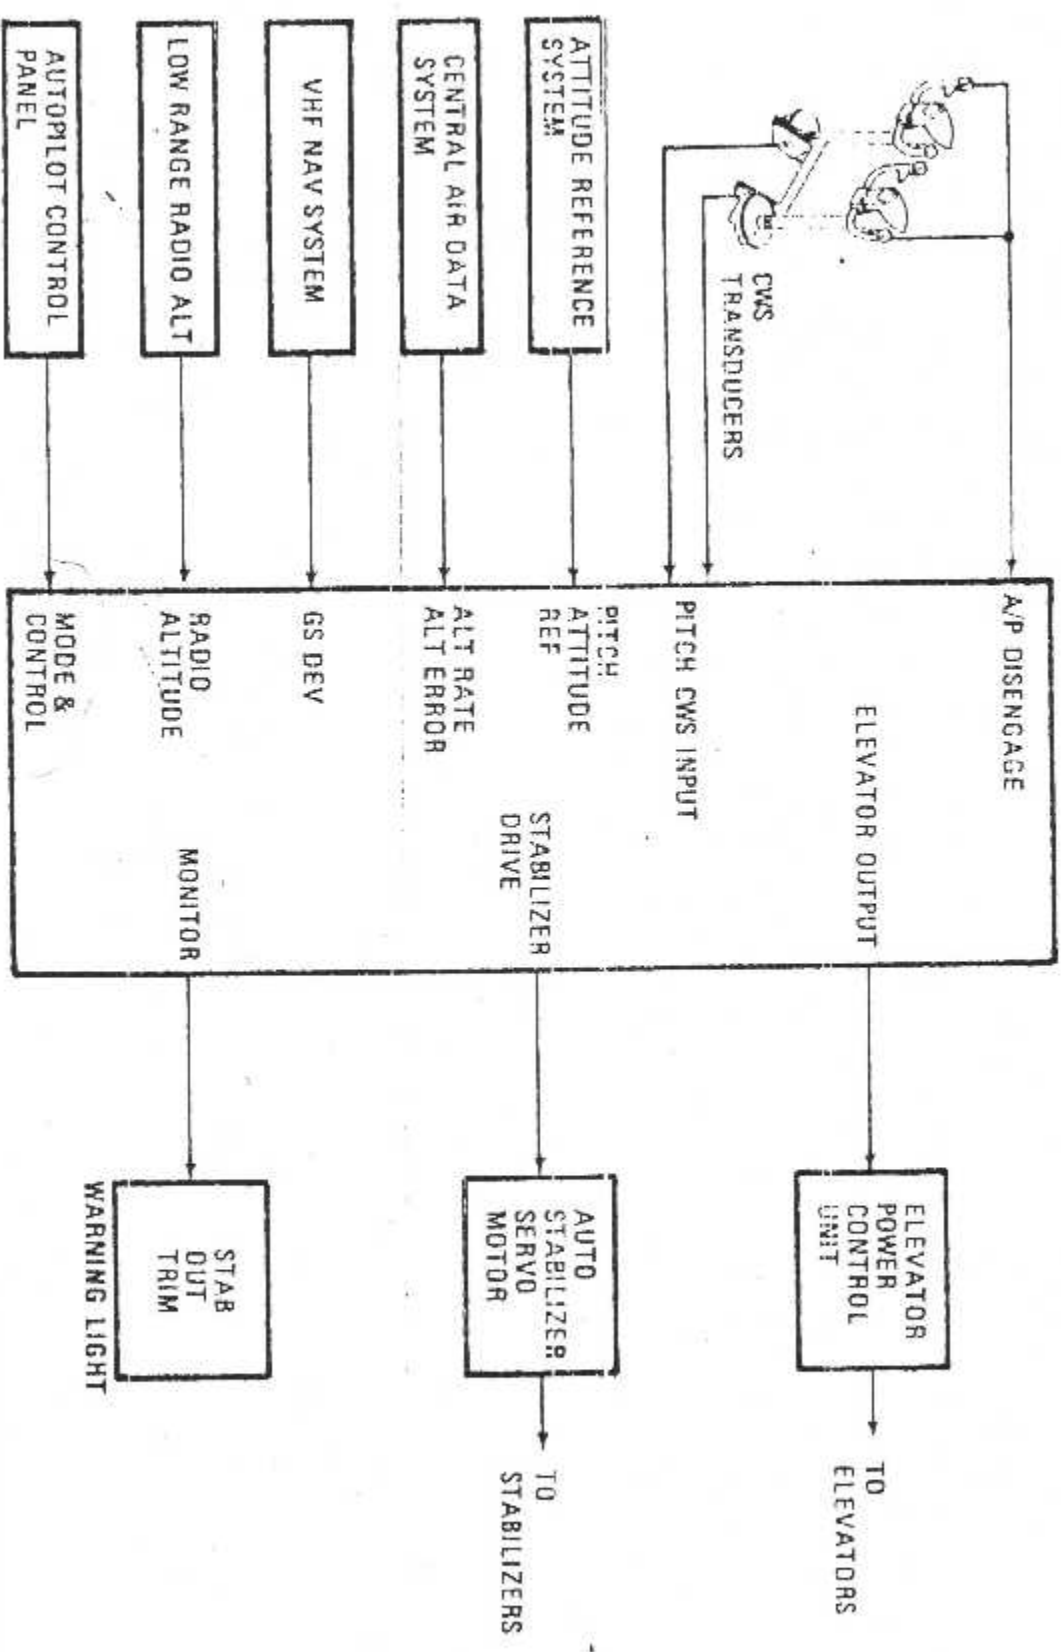 CWS
TRANSDUCERS
ATTITUDE REFERENCE
SYSTEM
CENTRAL AIR DATA
SYSTEM
VHF NAV SYSTEM
LOW RANGE RADIO ALT
AUTOPILOT CONTROL
PANEL
A/P DISENGAGE
ELEVATOR OUTPUT
PITCH CWS INPUT
PITCH
ATTITUDE
REF
STABILIZER
DRIVE
ALT RATE
ALT ERROR
GS DEV
RADIO
ALTITUDE
MONITOR
MODE &
CONTROL
ELEVATOR
POWER
CONTROL
UNIT
TO
ELEVATORS
AUTO
STABILIZER
SERVO
MOTOR
TO
STABILIZERS
STAB
OUT
TRIM
WARNING LIGHT